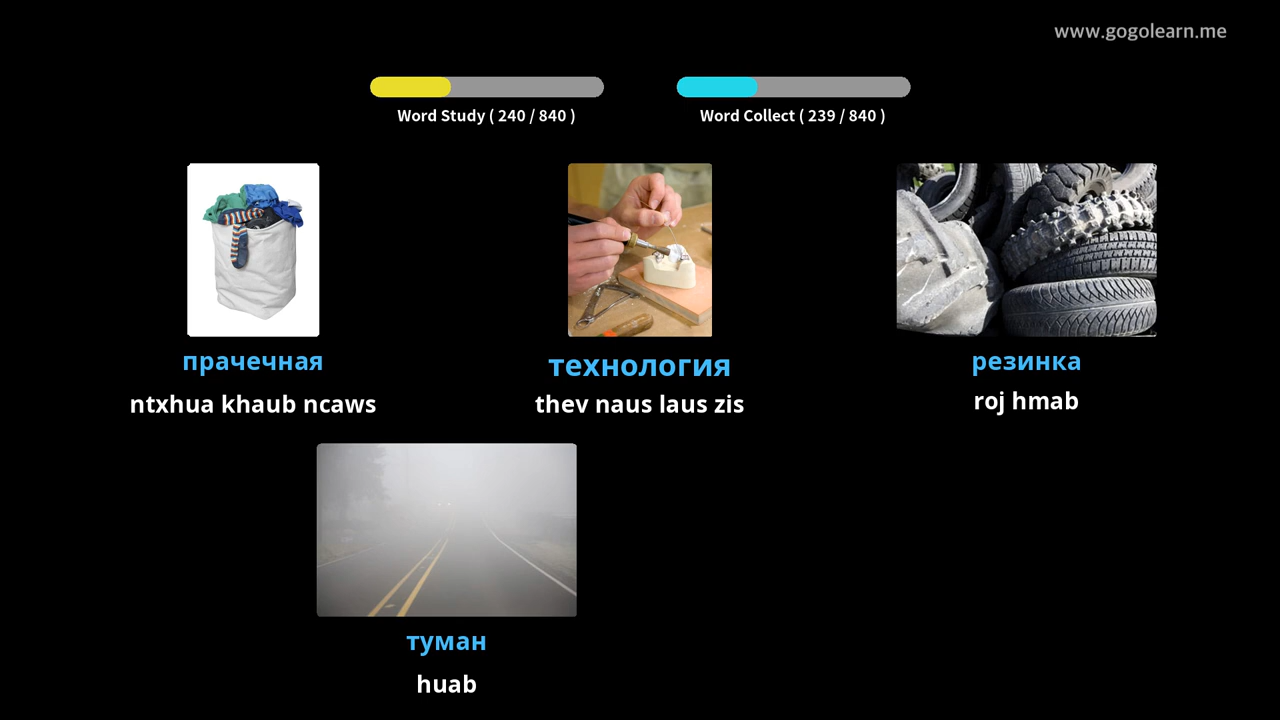 www.gogolearn.me
Word Study ( 240 / 840 )
Word Collect ( 239 / 840 )
прачечная
ntxhua khaub ncaws
технология
thev naus laus zis
резинка
roj hmab
туман
huab